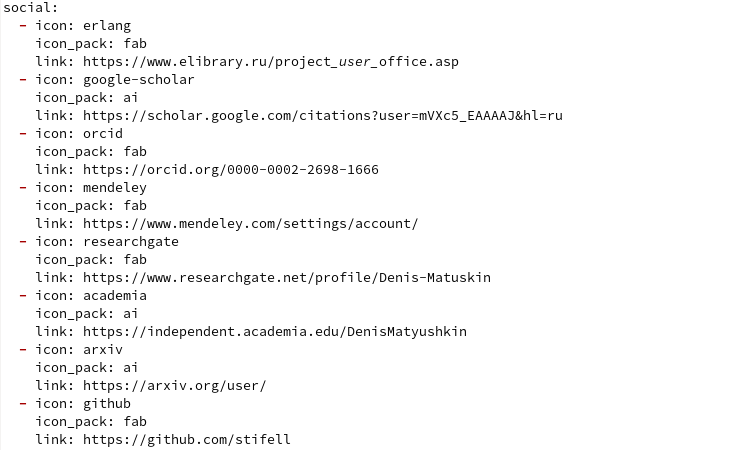 social:
  - icon: erlang
    icon_pack: fab
    link: https://www.elibrary.ru/project_user_office.asp
  - icon: google-scholar
    icon_pack: ai
    link: https://scholar.google.com/citations?user=mVXc5_EAAAAJ&hl=ru
  - icon: orcid
    icon_pack: fab
    link: https://orcid.org/0000-0002-2698-1666
  - icon: mendeley
    icon_pack: fab
    link: https://www.mendeley.com/settings/account/
  - icon: researchgate
    icon_pack: fab
    link: https://www.researchgate.net/profile/Denis-Matuskin
  - icon: academia
    icon_pack: ai
    link: https://independent.academia.edu/DenisMatyushkin
  - icon: arxiv
    icon_pack: ai
    link: https://arxiv.org/user/
  - icon: github
    icon_pack: fab
    link: https://github.com/stifell